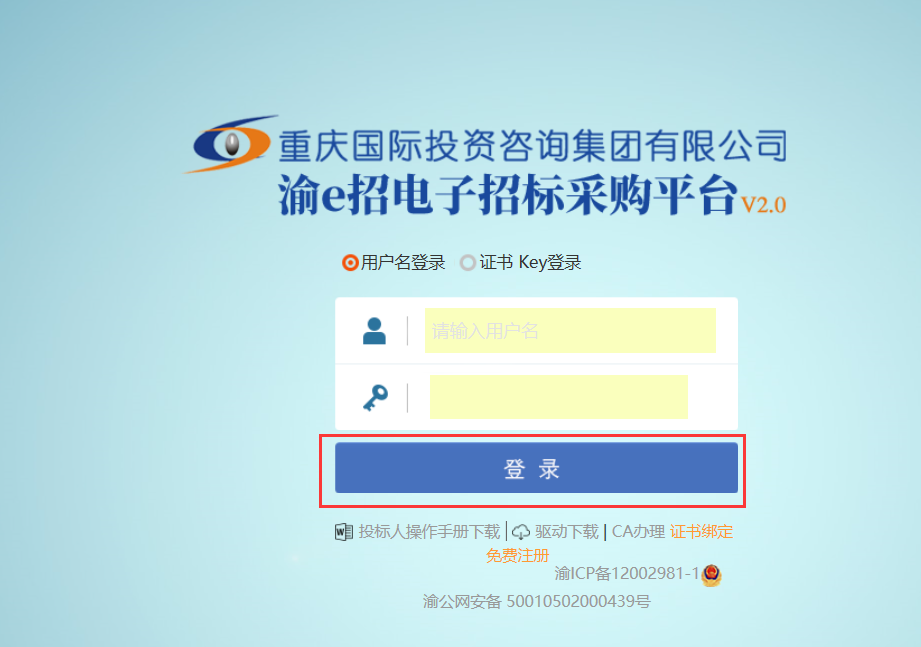 重庆国际投资咨询集团有限公司
渝e招电子招标采购平台V2.0
用户名登录 证书 Key登录
请输入用户名
登 录
投标人操作手册下载 | 驱动下载 | CA办理 证书绑定
免费注册
渝ICP备12002981-1
渝公网安备 50010502000439号